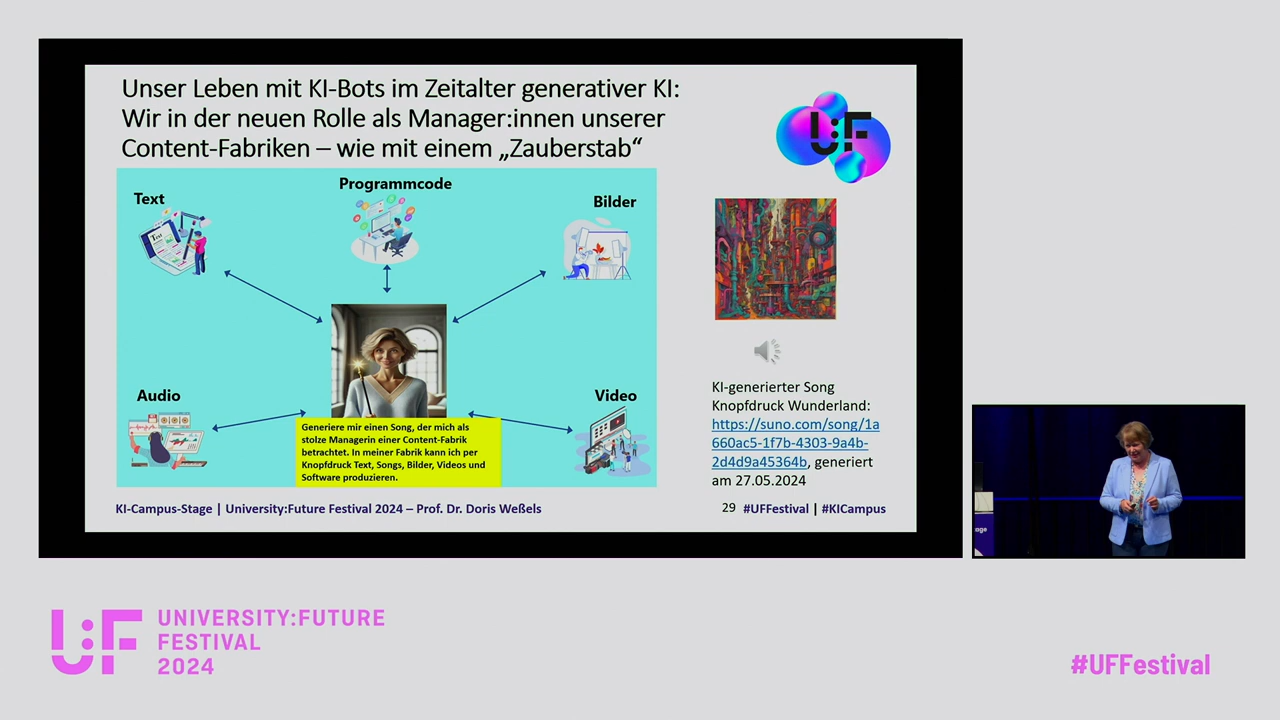 Unser Leben mit KI-Bots im Zeitalter generativer KI:
Wir in der neuen Rolle als Manager:innen unserer
Content-Fabriken – wie mit einem „Zauberstab“
U:F
Programmcode
Text
Bilder
Text
Audio
Video
Generiere mir einen Song, der mich als
stolze Managerin einer Content-Fabrik
betrachtet. In meiner Fabrik kann ich per
Knopfdruck Text, Songs, Bilder, Videos und
Software produzieren.
KI-generierter Song
Knopfdruck Wunderland:
https://suno.com/song/1a
660ac5-1f7b-4303-9a4b-
2d4d9a45364b, generiert
am 27.05.2024
KI-Campus-Stage | University:Future Festival 2024 – Prof. Dr. Doris Weßels
29 #UFFestival | #KICampus
U:F
UNIVERSITY:FUTURE
FESTIVAL
2024
#UFFestival